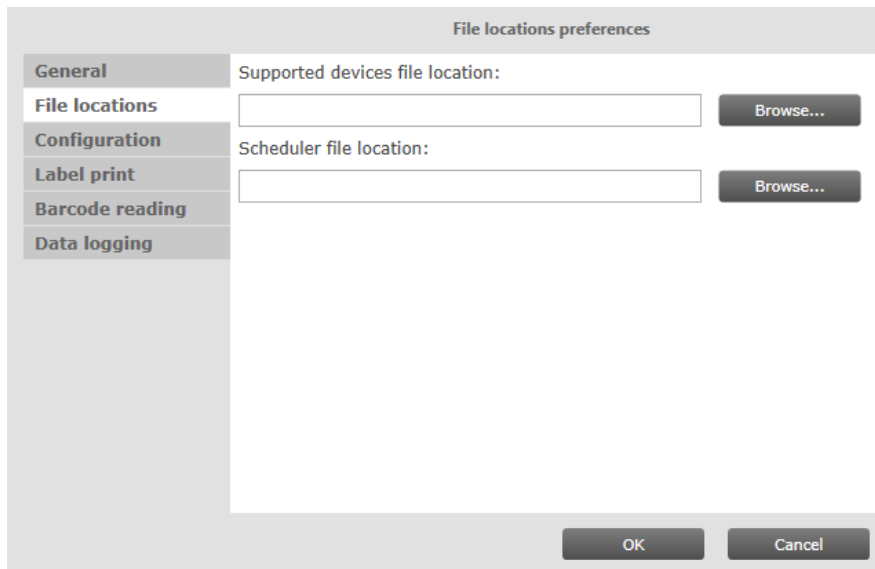 File locations preferences
General
File locations
Configuration
Label print
Barcode reading
Data logging
Supported devices file location:
Browse...
Scheduler file location:
Browse...
OK
Cancel